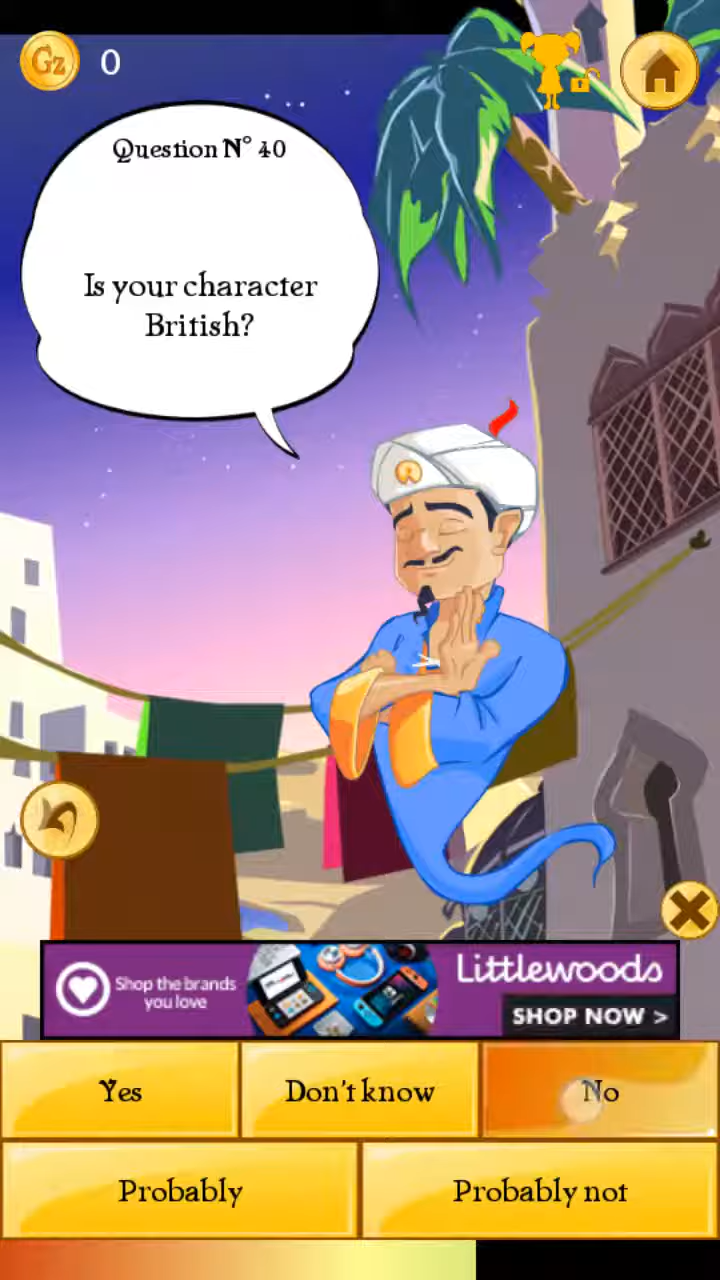 Gz 0
Question N° 40
Is your character
British?
Shop the brands
you love
Littlewoods
SHOP NOW >
Yes
Don't know
No
Probably
Probably not